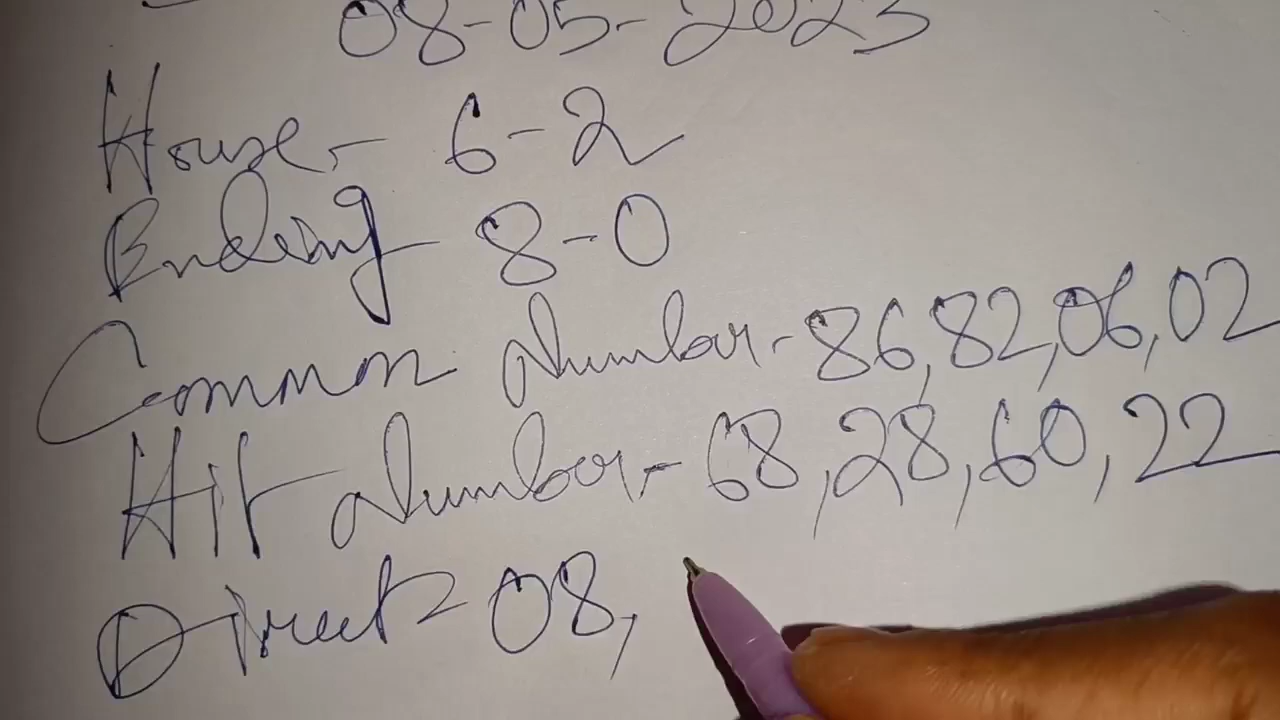 08-05-2023
House- 6-2
Ending- 8-0
Common Number- 86,82,06,02
Hit Number- 68,28,60,22
Direct- 08,